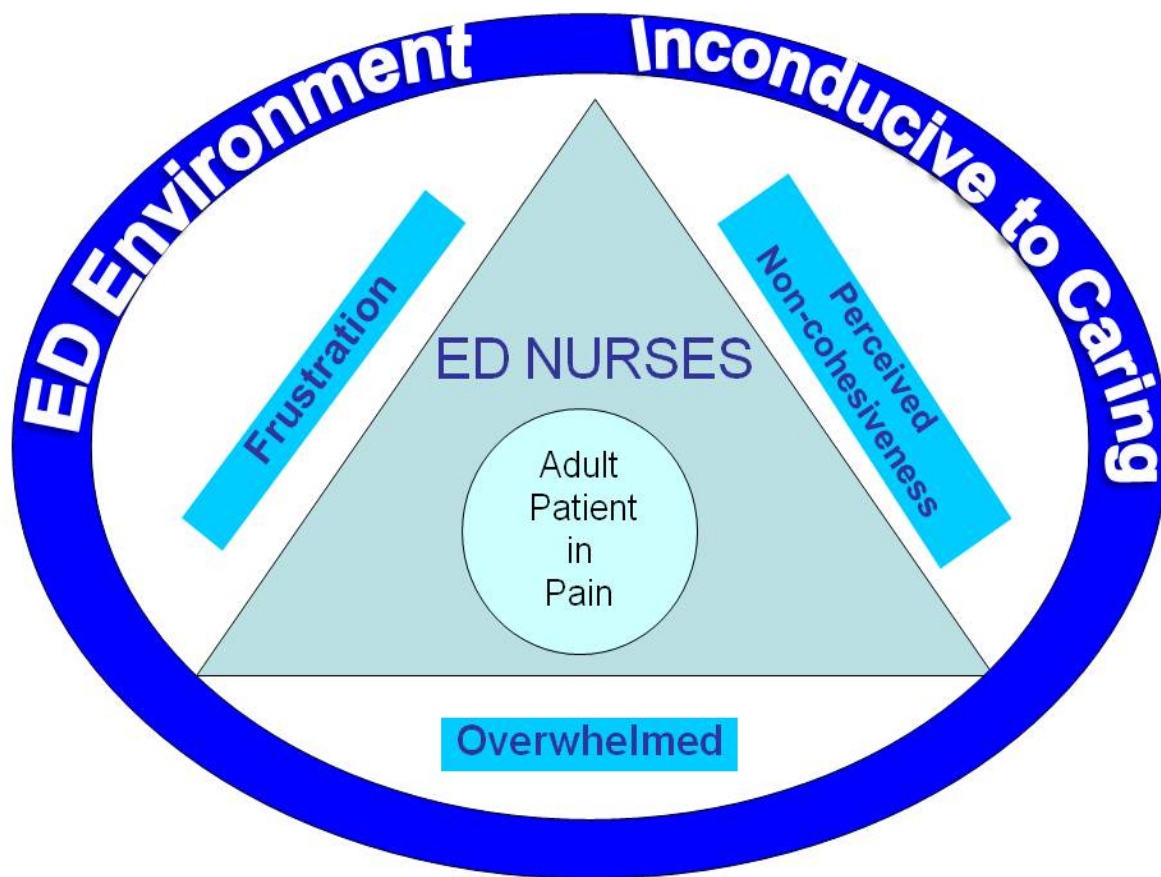 ED Environment Inconducive to Caring
Frustration
Perceived
Non-cohesiveness
ED NURSES
Adult
Patient
in
Pain
Overwhelmed